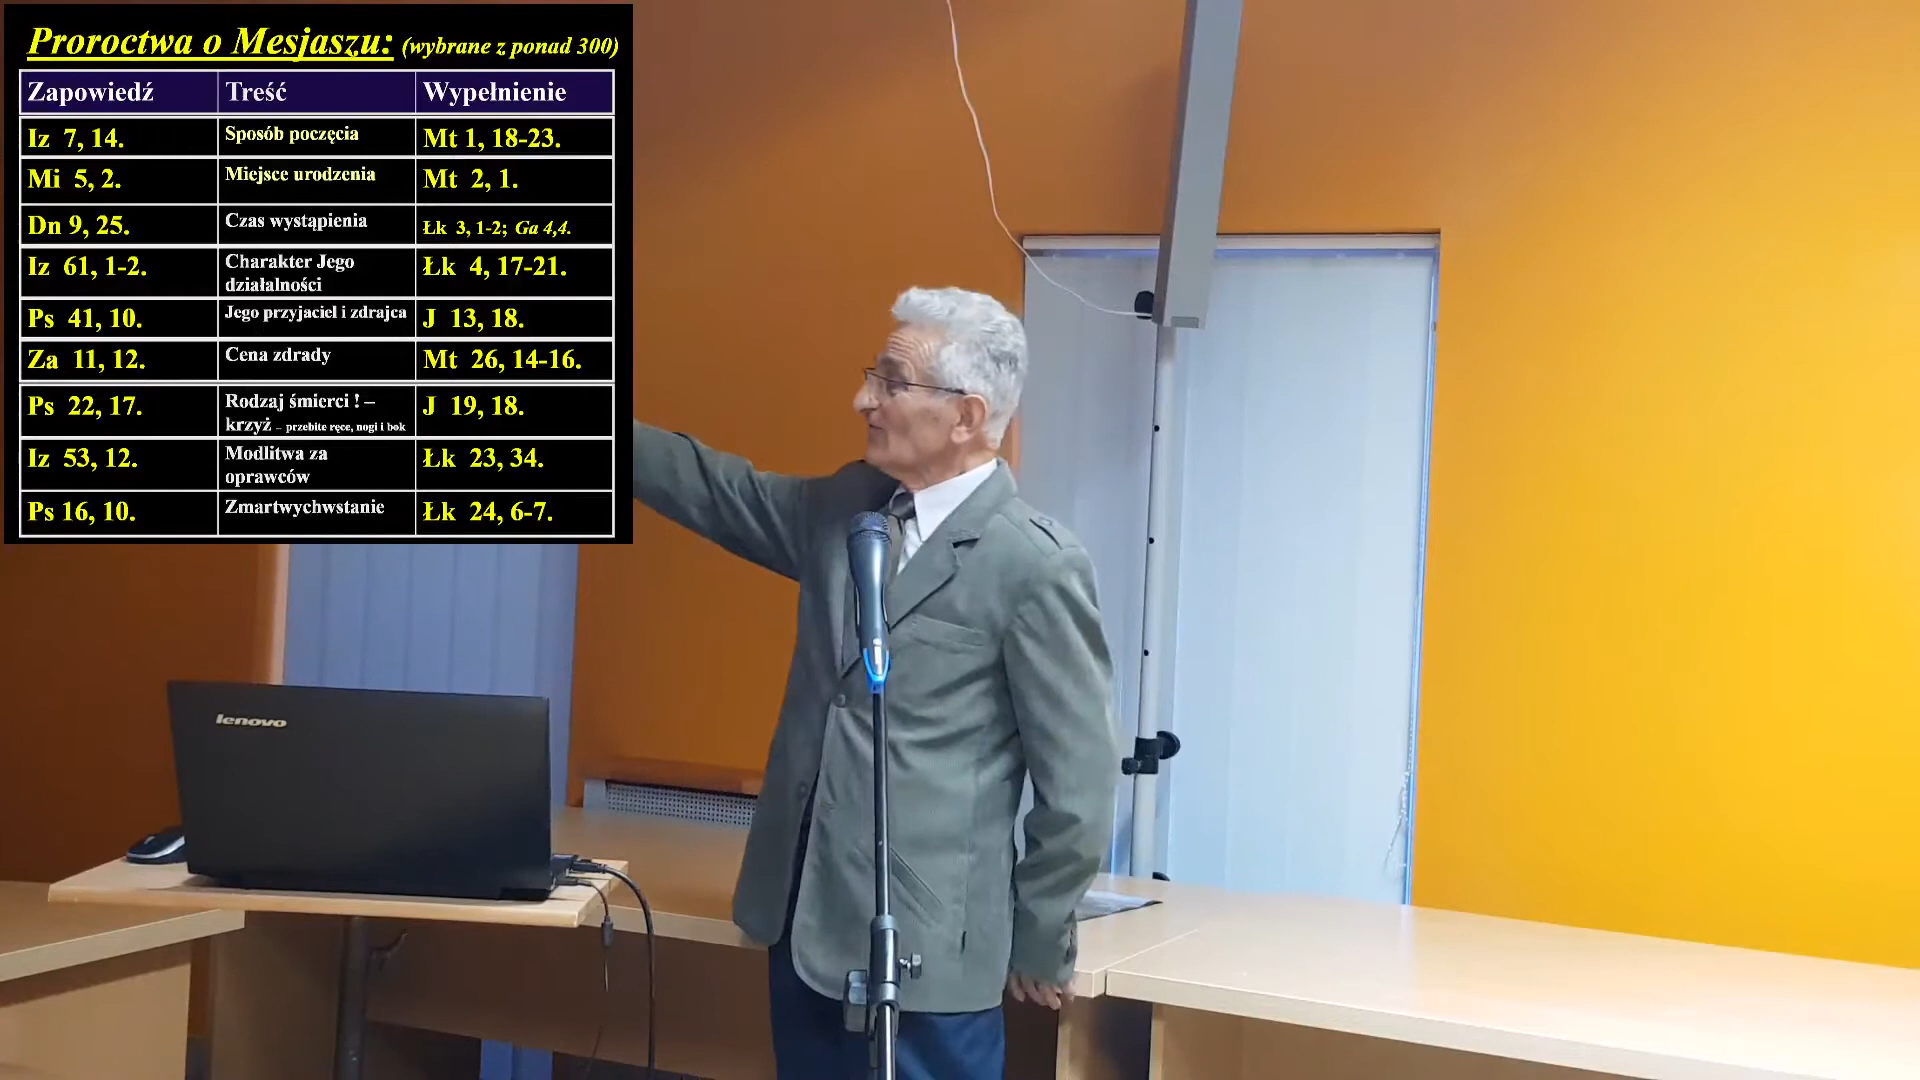 Proroctwa o Mesjaszu: (wybrane z ponad 300)
Zapowiedź Treść Wypełnienie
Iz 7, 14. Sposób poczęcia Mt 1, 18-23.
Mi 5, 2. Miejsce urodzenia Mt 2, 1.
Dn 9, 25. Czas wystąpienia Łk 3, 1-2; Ga 4,4.
Iz 61, 1-2. Charakter Jego działalności Łk 4, 17-21.
Ps 41, 10. Jego przyjaciel i zdrajca J 13, 18.
Za 11, 12. Cena zdrady Mt 26, 14-16.
Ps 22, 17. Rodzaj śmierci ! – krzyż – przebite ręce, nogi i bok J 19, 18.
Iz 53, 12. Modlitwa za oprawców Łk 23, 34.
Ps 16, 10. Zmartwychwstanie Łk 24, 6-7.
lenovo